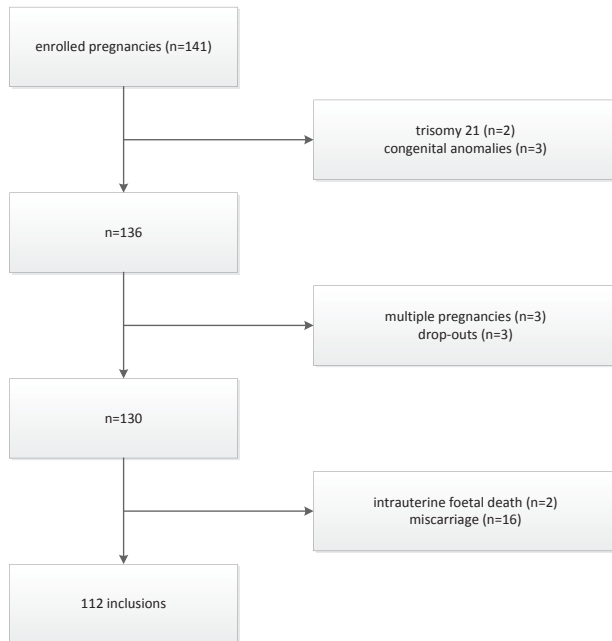 enrolled pregnancies (n=141)
trisomy 21 (n=2)
congenital anomalies (n=3)
n=136
multiple pregnancies (n=3)
drop-outs (n=3)
n=130
intrauterine foetal death (n=2)
miscarriage (n=16)
112 inclusions